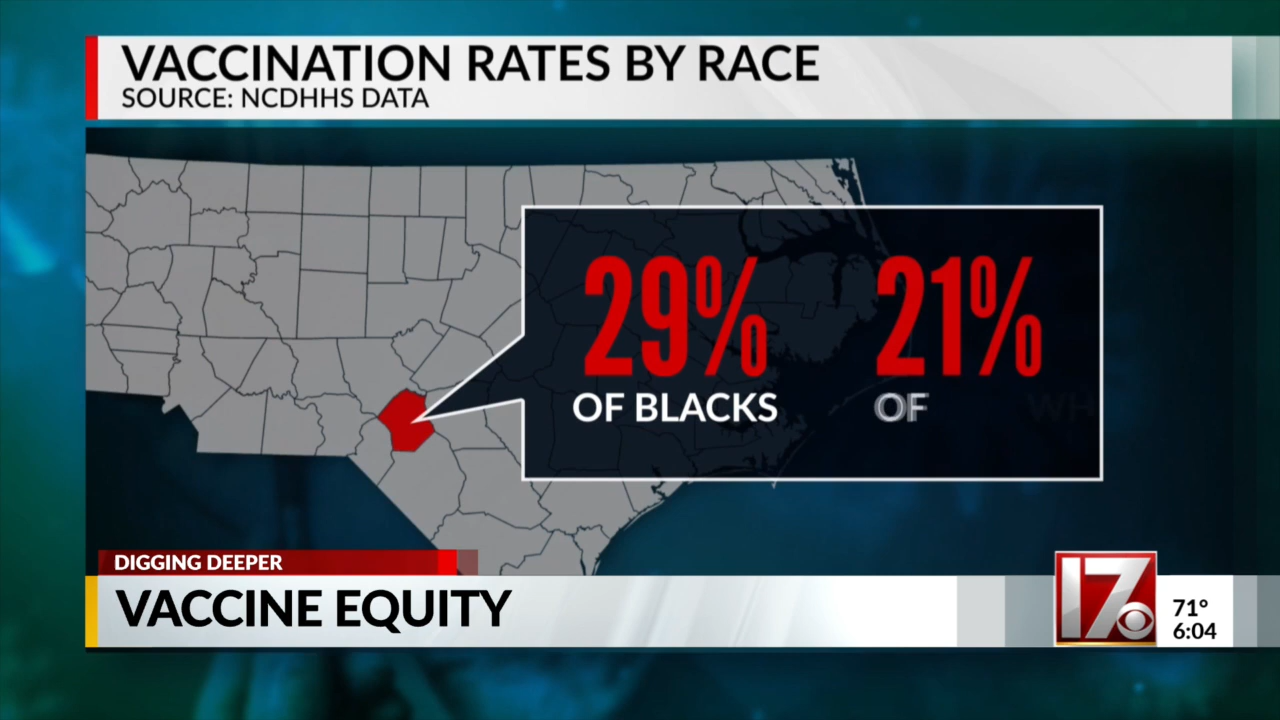 VACCINATION RATES BY RACE
SOURCE: NCDHHS DATA
29% 21%
OF BLACKS OF
DIGGING DEEPER
VACCINE EQUITY
17
71°
6:04